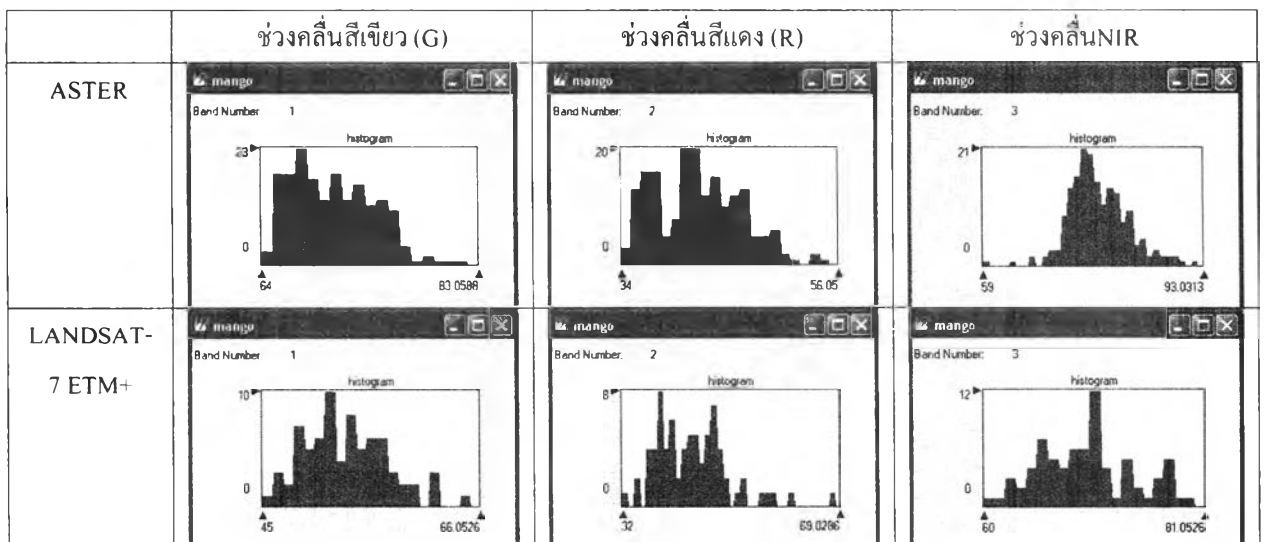 ช่วงคลื่นสีเขียว (G)
ช่วงคลื่นสีแดง (R)
ช่วงคลื่นNIR
ASTER
mango
Band Number: 1
histogram
23
0
64
83.0588
mango
Band Number: 2
histogram
20
0
34
56.05
mango
Band Number: 3
histogram
21
0
59
93.0313
LANDSAT-
7 ETM+
mango
Band Number 1
histogram
10
0
45
66.0526
mango
Band Number: 2
histogram
8
0
32
69.0286
mango
Band Number: 3
histogram
12
0
60
81.0526